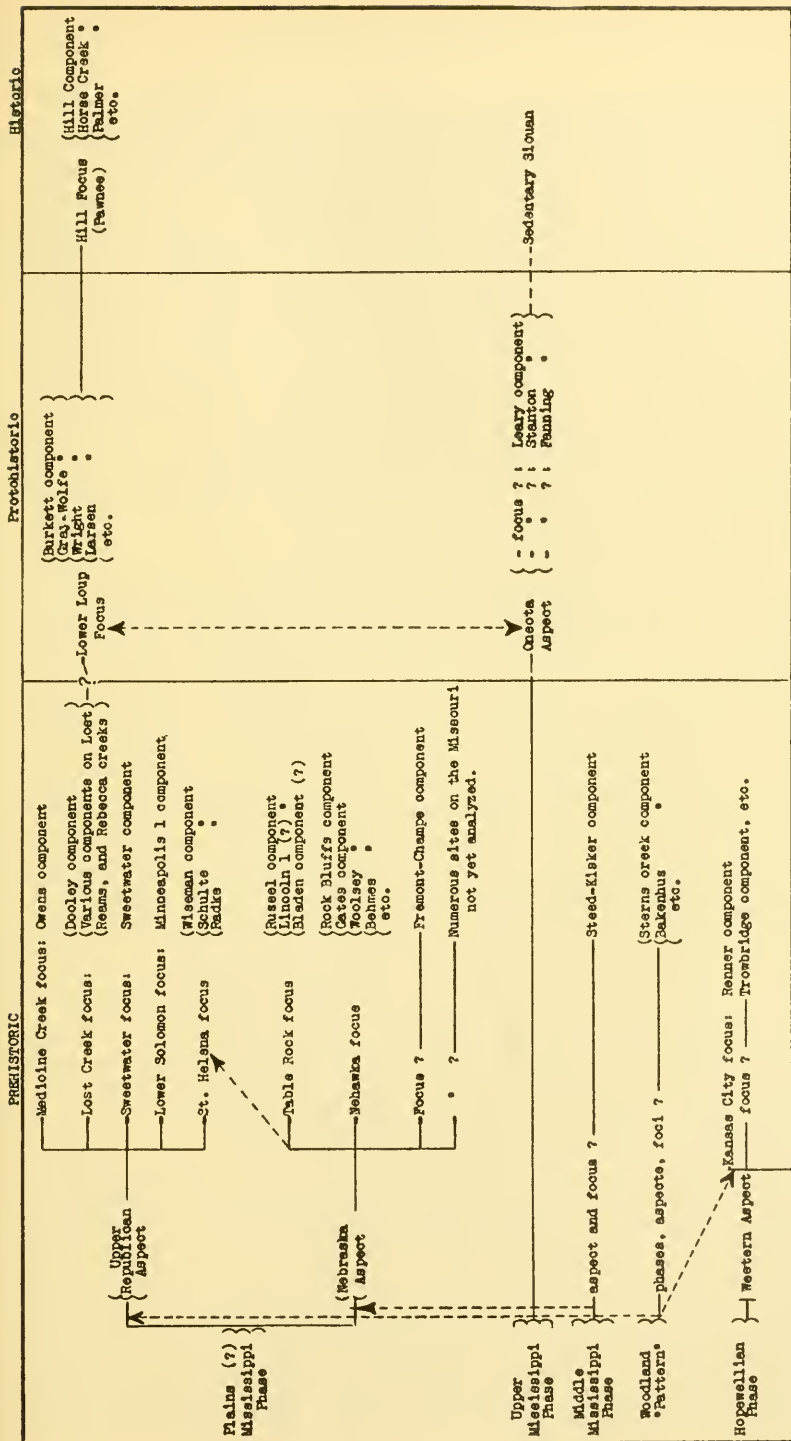 PREHISTORIC
Protohistoric
Historic
Medicine Creek focus: Owens component
Lost Creek focus:
(Dooley component
(Various components on Lost
(Reams, and Rebecca creeks
Sweetwater focus: Sweetwater component
Lower Solomon focus: Minneapolis 1 component
St. Helena focus
(Wiseman component
(Schulte "
(Radke "
(Upper
(Republican
Aspect
Plains (?)
Mississippi
Phase
(Nebraska
( Aspect
Table Rock focus
(Russel component
(Lincoln 1 (?) "
(Bladen component (?)
Nehawka focus
(Rock Bluffs component
(Gates component
(Woolsey "
(Behmes "
( etc.
Focus ? Fremont-Champe component
" ? Numerous sites on the Missouri
not yet analyzed.
Upper
Mississippi
Phase
Middle
Mississippi
Phase
aspect and focus ? Steed-Kisker component
Woodland
"Pattern"
phases, aspects, foci ?
(Sterns creek component
(Bakenhus "
( etc.
Hopewellian
Phase
Western Aspect
Kansas City focus: Renner component
focus ? Trowbridge component, etc.
?
Lower Loup
Focus
(Burkett component
(Gray-Wolfe "
(Wright "
(Larsen "
( etc.
Oneota
Aspect
( - focus ? : Leary component
( - " ? : Stanton "
( - " ? : Fanning "
Hill Focus
(Pawnee)
(Hill Component
(Horse Creek "
(Palmer "
( etc.
Sedentary Siouan